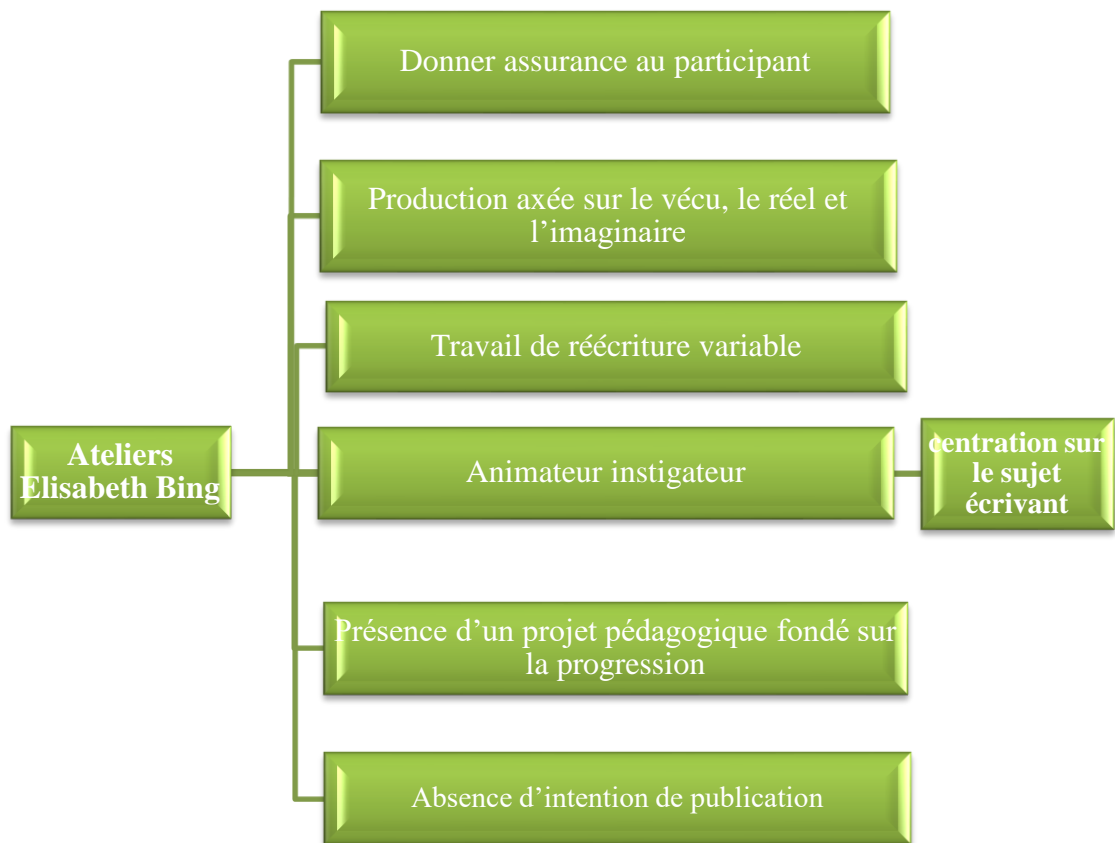 Donner assurance au participant
Production axée sur le vécu, le réel et
l'imaginaire
Travail de réécriture variable
Ateliers
Elisabeth Bing
Animateur instigateur
centration sur
le sujet
écrivant
Présence d'un projet pédagogique fondé sur
la progression
Absence d'intention de publication